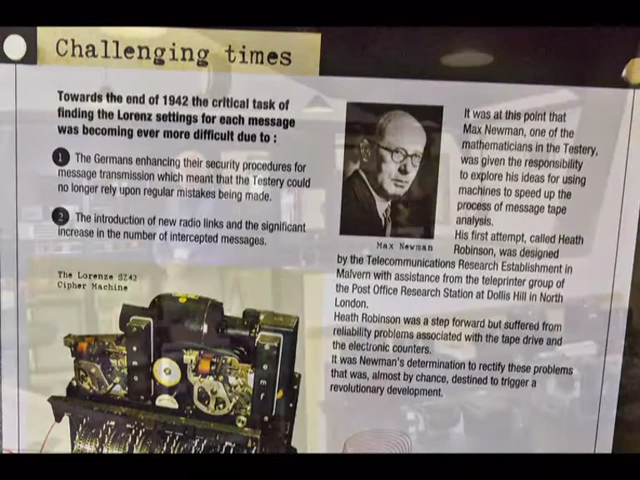 Challenging times
Towards the end of 1942 the critical task of
finding the Lorenz settings for each message
was becoming ever more difficult due to :
1 The Germans enhancing their security procedures for
message transmission which meant that the Testery could
no longer rely upon regular mistakes being made.
2 The introduction of new radio links and the significant
increase in the number of intercepted messages.
The Lorenze SZ42
Cipher Machine
Max Newman
It was at this point that
Max Newman, one of the
mathematicians in the Testery,
was given the responsibility
to explore his ideas for using
machines to speed up the
process of message tape
analysis.
His first attempt, called Heath
Robinson, was designed
by the Telecommunications Research Establishment in
Malvern with assistance from the teleprinter group of
the Post Office Research Station at Dollis Hill in North
London.
Heath Robinson was a step forward but suffered from
reliability problems associated with the tape drive and
the electronic counters.
It was Newman's determination to rectify these problems
that was, almost by chance, destined to trigger a
revolutionary development.